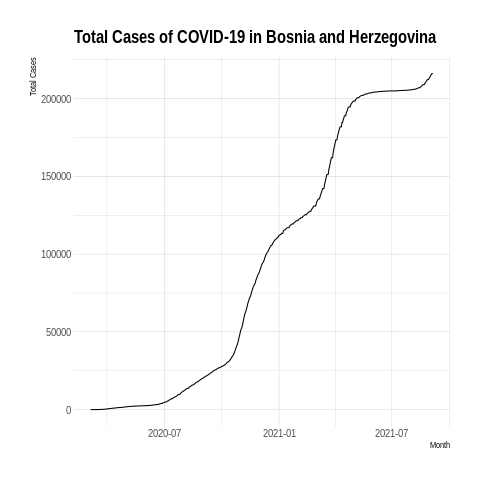 Total Cases of COVID-19 in Bosnia and Herzegovina
Total Cases
200000
150000
100000
50000
0
2020-07 2021-01 2021-07
Month